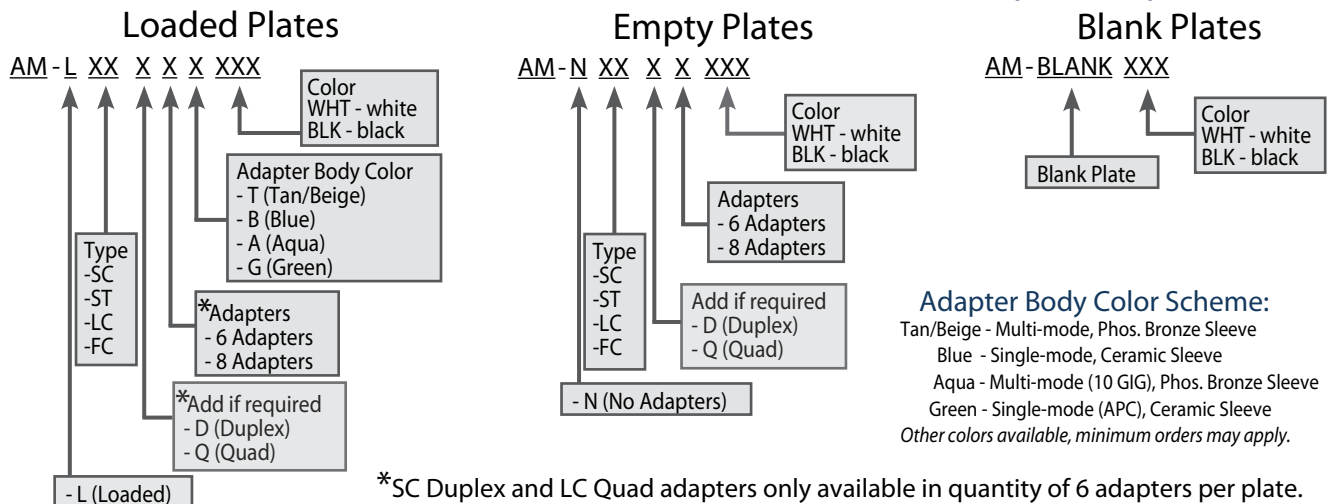 Loaded Plates
AM - L XX X X X XXX
Color
WHT - white
BLK - black
Adapter Body Color
- T (Tan/Beige)
- B (Blue)
- A (Aqua)
- G (Green)
Type
-SC
-ST
-LC
-FC
*Adapters
- 6 Adapters
- 8 Adapters
*Add if required
- D (Duplex)
- Q (Quad)
- L (Loaded)
Empty Plates
AM - N XX X X XXX
Color
WHT - white
BLK - black
Adapters
- 6 Adapters
- 8 Adapters
Type
-SC
-ST
-LC
-FC
Add if required
- D (Duplex)
- Q (Quad)
- N (No Adapters)
Blank Plates
AM - BLANK XXX
Color
WHT - white
BLK - black
Blank Plate
Adapter Body Color Scheme:
Tan/Beige - Multi-mode, Phos. Bronze Sleeve
Blue - Single-mode, Ceramic Sleeve
Aqua - Multi-mode (10 GIG), Phos. Bronze Sleeve
Green - Single-mode (APC), Ceramic Sleeve
Other colors available, minimum orders may apply.
*SC Duplex and LC Quad adapters only available in quantity of 6 adapters per plate.